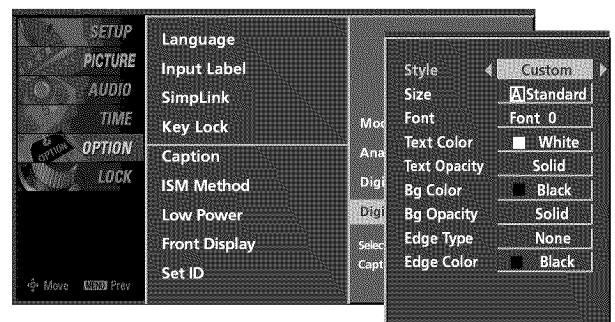 SETUP
PICTURE
AUDIO
TIME
OPTION
OPTION
LOCK
Move MENU Prev
Language
Input Label
SimpLink
Key Lock
Caption
ISM Method
Low Power
Front Display
Set ID
Ana
Digi
Digi
Selec
Capt
Style Custom
Size A Standard
Font Font 0
Text Color White
Text Opacity Solid
Bg Color Black
Bg Opacity Solid
Edge Type None
Edge Color Black